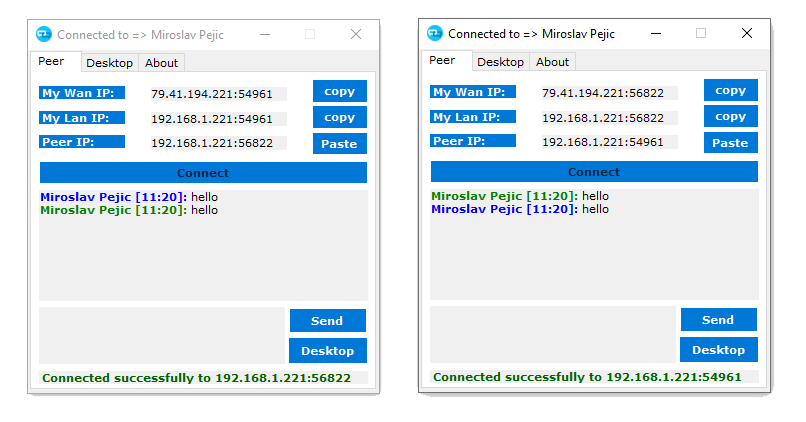 Connected to => Miroslav Pejic
Peer Desktop About
My Wan IP: 79.41.194.221:54961 copy
My Lan IP: 192.168.1.221:54961 copy
Peer IP: 192.168.1.221:56822 Paste
Connect
Miroslav Pejic [11:20]: hello
Miroslav Pejic [11:20]: hello
Send
Desktop
Connected successfully to 192.168.1.221:56822
Connected to => Miroslav Pejic
Peer Desktop About
My Wan IP: 79.41.194.221:56822 copy
My Lan IP: 192.168.1.221:56822 copy
Peer IP: 192.168.1.221:54961 Paste
Connect
Miroslav Pejic [11:20]: hello
Miroslav Pejic [11:20]: hello
Send
Desktop
Connected successfully to 192.168.1.221:54961